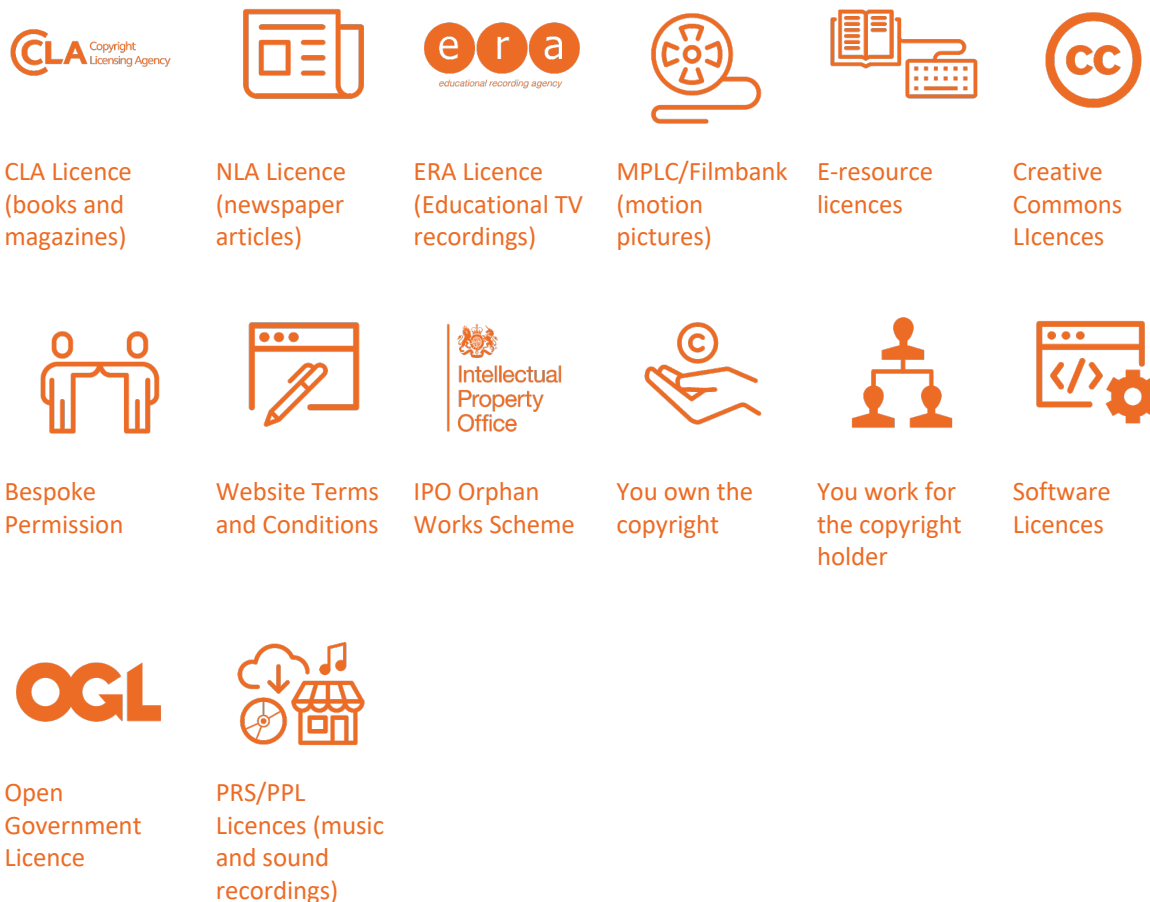 CLA Copyright
Licensing Agency
era
educational recording agency
CC
CLA Licence
(books and
magazines)
NLA Licence
(newspaper
articles)
ERA Licence
(Educational TV
recordings)
MPLC/Filmbank
(motion
pictures)
E-resource
licences
Creative
Commons
LIcences
Intellectual
Property
Office
C
</>
Bespoke
Permission
Website Terms
and Conditions
IPO Orphan
Works Scheme
You own the
copyright
You work for
the copyright
holder
Software
Licences
OGL
Open
Government
Licence
PRS/PPL
Licences (music
and sound
recordings)